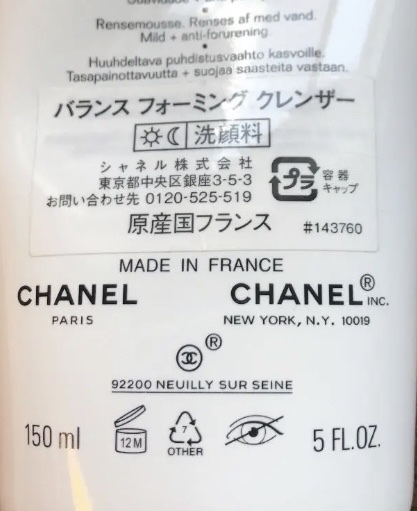 Rensemousse. Renses af med vand.
Mild + anti-forurening.
•
Huuhdeltava puhdistusvaahto kasvoille.
Tasapainottavuutta + suojaa saasteita vastaan.
バランス フォーミング クレンザー
洗顔料
シャネル株式会社
東京都中央区銀座3-5-3
お問い合わせ先 0120-525-519
プラ 容器
キャップ
原産国フランス #143760
MADE IN FRANCE
CHANEL CHANEL® INC.
PARIS NEW YORK, N.Y. 10019
®
92200 NEUILLY SUR SEINE
150 ml 12 M 7 5 FL.OZ.
OTHER